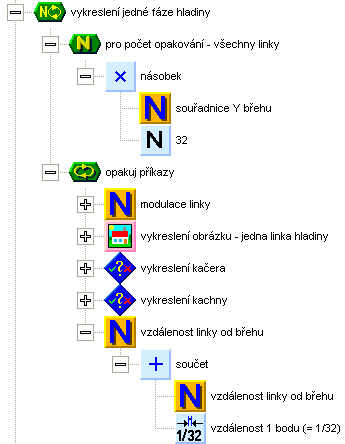 N vykreslení jedné fáze hladiny
N pro počet opakování - všechny linky
× násobek
N souřadnice Y břehu
N 32
opakuj příkazy
N modulace linky
vykreslení obrázku - jedna linka hladiny
? vykreslení kačera
? vykreslení kachny
N vzdálenost linky od břehu
+ součet
N vzdálenost linky od břehu
1/32 vzdálenost 1 bodu (= 1/32)